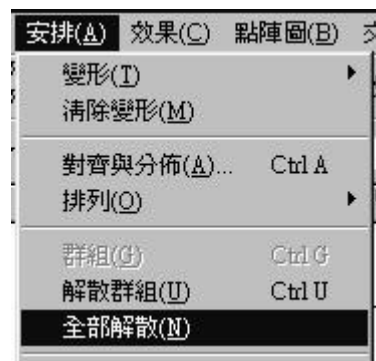 安排(A) 效果(C) 點陣圖(B)
變形(T)
清除變形(M)
對齊與分佈(A)... Ctrl A
排列(O)
群組(G) Ctrl G
解散群組(U) Ctrl U
全部解散(N)